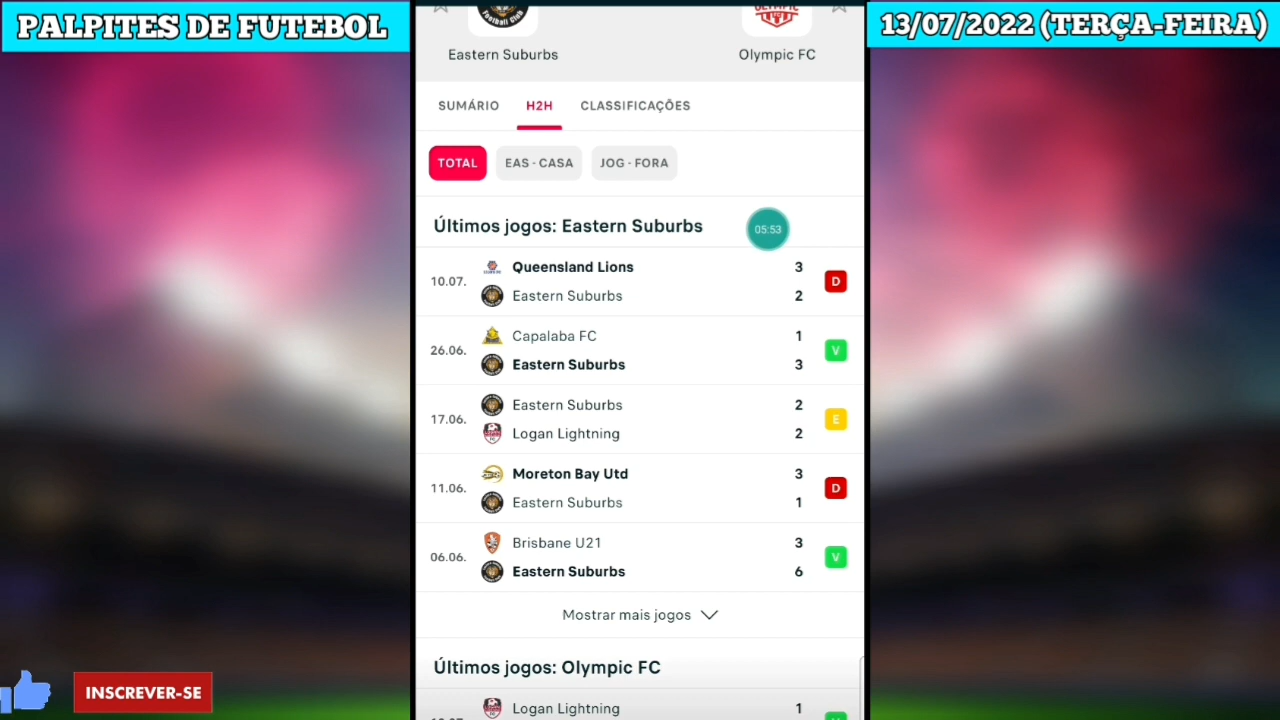 PALPITES DE FUTEBOL
13/07/2022 (TERÇA-FEIRA)
Eastern Suburbs
Olympic FC
SUMÁRIO H2H CLASSIFICAÇÕES
TOTAL EAS - CASA JOG - FORA
Últimos jogos: Eastern Suburbs
05:53
10.07.
Queensland Lions 3
Eastern Suburbs 2
D
26.06.
Capalaba FC 1
Eastern Suburbs 3
V
17.06.
Eastern Suburbs 2
Logan Lightning 2
E
11.06.
Moreton Bay Utd 3
Eastern Suburbs 1
D
06.06.
Brisbane U21 3
Eastern Suburbs 6
V
Mostrar mais jogos
Últimos jogos: Olympic FC
Logan Lightning 1
INSCREVER-SE